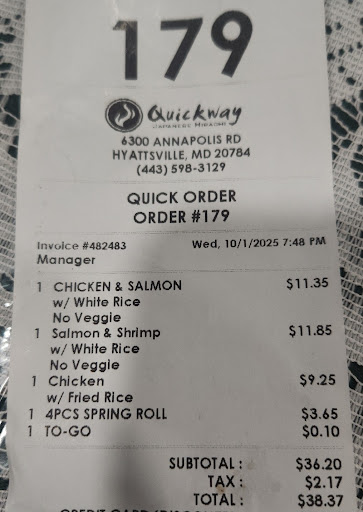 179
Quickway
JAPANESE HIBACHI
6300 ANNAPOLIS RD
HYATTSVILLE, MD 20784
(443) 598-3129
QUICK ORDER
ORDER #179
Invoice #482483 Wed, 10/1/2025 7:48 PM
Manager
1 CHICKEN & SALMON $11.35
w/ White Rice
No Veggie
1 Salmon & Shrimp $11.85
w/ White Rice
No Veggie
1 Chicken $9.25
w/ Fried Rice
1 4PCS SPRING ROLL $3.65
1 TO-GO $0.10
SUBTOTAL : $36.20
TAX : $2.17
TOTAL : $38.37